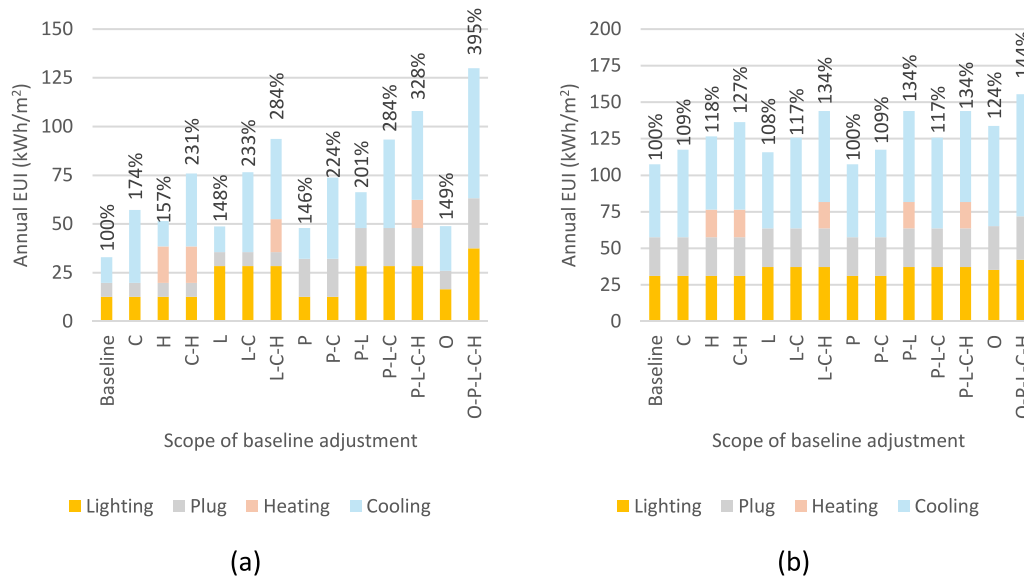 150
125
100
75
50
25
0
Annual EUI (kWh/m²)
100%
174%
157%
231%
148%
233%
284%
146%
224%
201%
284%
328%
149%
395%
Baseline
C
H
C-H
L
L-C
L-C-H
P
P-C
P-L
P-L-C
P-L-C-H
O
O-P-L-C-H
Scope of baseline adjustment
Lighting Plug Heating Cooling
(a)
200
175
150
125
100
75
50
25
0
Annual EUI (kWh/m²)
100%
109%
118%
127%
108%
117%
134%
100%
109%
134%
117%
134%
124%
144%
Baseline
C
H
C-H
L
L-C
L-C-H
P
P-C
P-L
P-L-C
P-L-C-H
O
O-P-L-C-H
Scope of baseline adjustment
Lighting Plug Heating Cooling
(b)